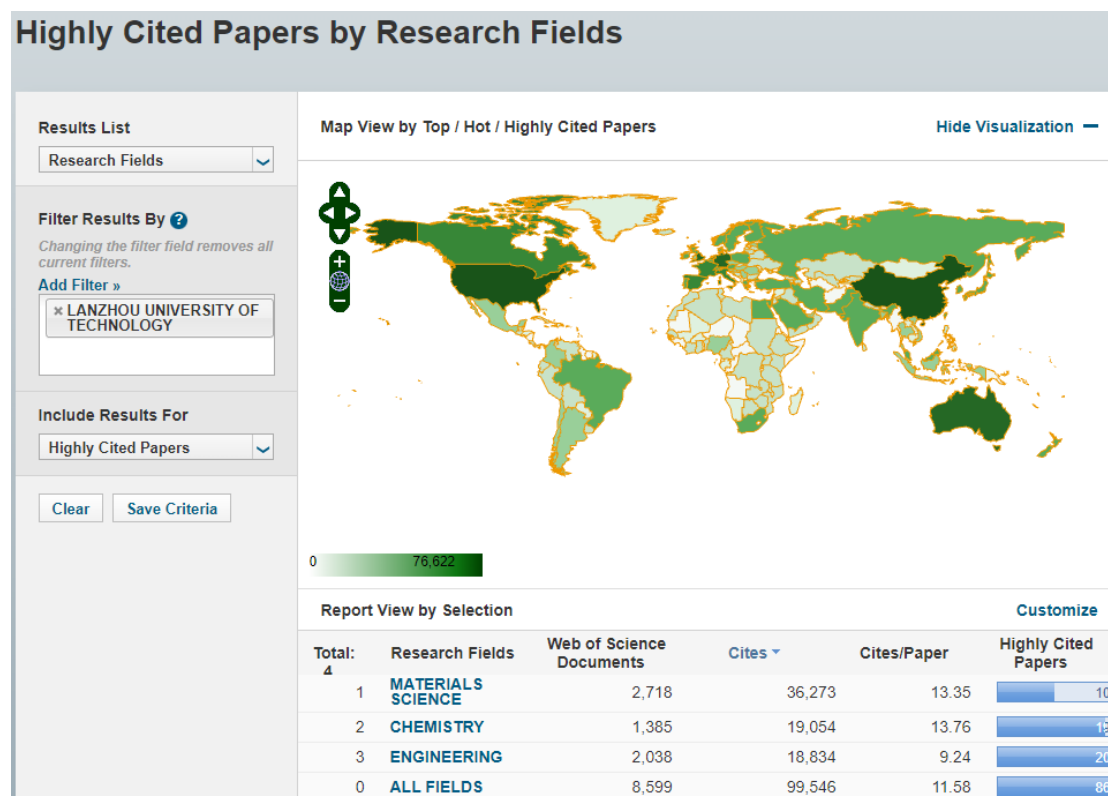 Highly Cited Papers by Research Fields
Results List
Research Fields
Filter Results By ?
Changing the filter field removes all
current filters.
Add Filter »
× LANZHOU UNIVERSITY OF
TECHNOLOGY
Include Results For
Highly Cited Papers
Clear Save Criteria
Map View by Top / Hot / Highly Cited Papers Hide Visualization −
+
−
0 76,622
Report View by Selection Customize
Total:
4
Research Fields
Web of Science
Documents
Cites
Cites/Paper
Highly Cited
Papers
1 MATERIALS
SCIENCE 2,718 36,273 13.35 10
2 CHEMISTRY 1,385 19,054 13.76
3 ENGINEERING 2,038 18,834 9.24 20
0 ALL FIELDS 8,599 99,546 11.58 86